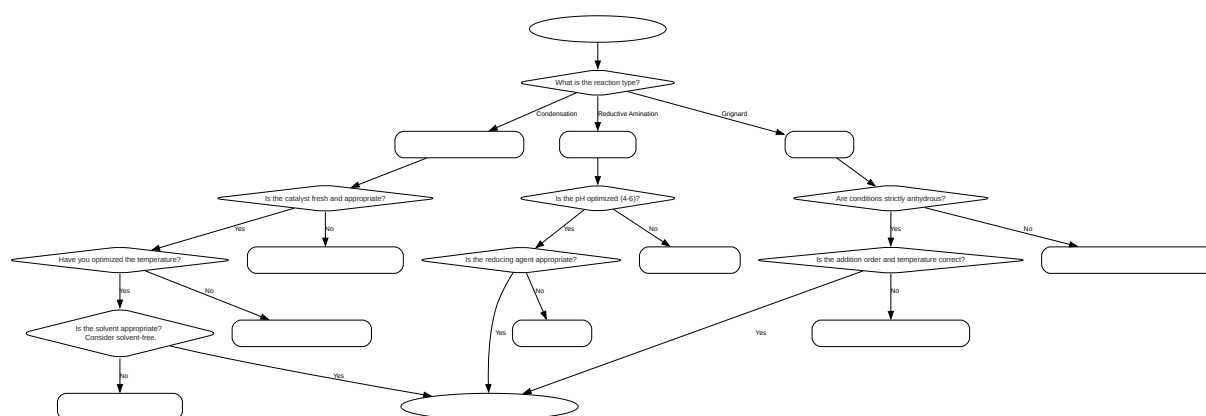 What is the reaction type?
Condensation
Reductive Amination
Grignard
Is the catalyst fresh and appropriate?
Is the pH optimized (4-6)?
Are conditions strictly anhydrous?
Yes
No
Yes
No
Yes
No
Have you optimized the temperature?
Is the reducing agent appropriate?
Is the addition order and temperature correct?
Yes
No
No
No
Is the solvent appropriate?
Consider solvent-free.
Yes
Yes
No
Yes